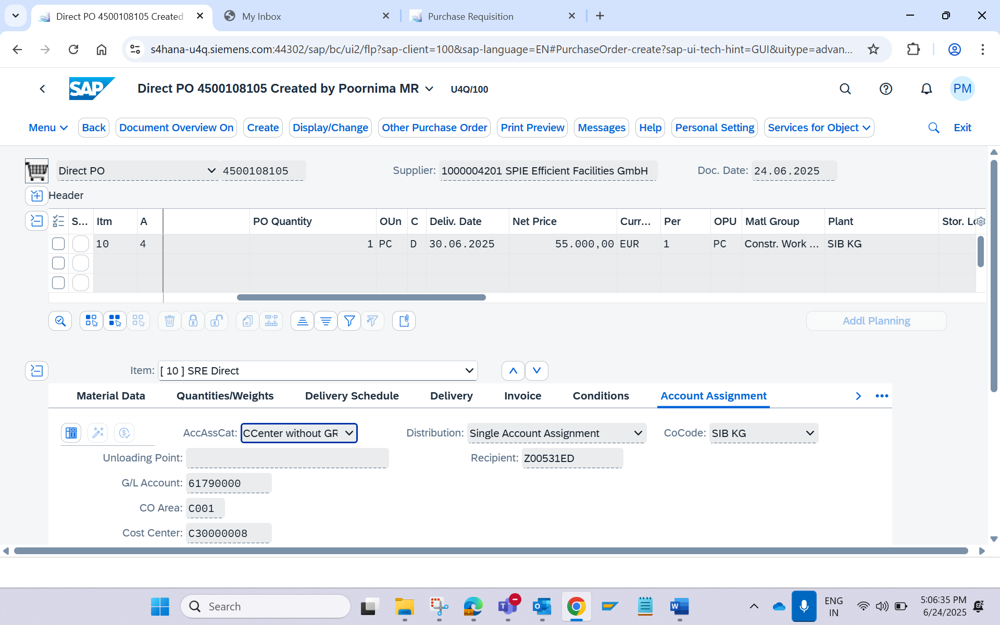 Direct PO 4500108105 Created
My Inbox
Purchase Requisition
s4hana-u4q.siemens.com:44302/sap/bc/ui2/flp?sap-client=100&sap-language=EN#PurchaseOrder-create?sap-ui-tech-hint=GUI&uitype=advan...
SAP Direct PO 4500108105 Created by Poornima MR U4Q/100 PM
Menu Back Document Overview On Create Display/Change Other Purchase Order Print Preview Messages Help Personal Setting Services for Object Exit
Direct PO 4500108105 Supplier: 1000004201 SPIE Efficient Facilities GmbH Doc. Date: 24.06.2025
Header
S... Itm A PO Quantity OUn C Deliv. Date Net Price Curr... Per OPU Matl Group Plant Stor. Lo
10 4 1 PC D 30.06.2025 55.000,00 EUR 1 PC Constr. Work ... SIB KG
Addl Planning
Item: [ 10 ] SRE Direct
Material Data Quantities/Weights Delivery Schedule Delivery Invoice Conditions Account Assignment
AccAssCat: CCenter without GR Distribution: Single Account Assignment CoCode: SIB KG
Unloading Point: Recipient: Z00531ED
G/L Account: 61790000
CO Area: C001
Cost Center: C30000008
Search
ENG
IN
5:06:35 PM
6/24/2025